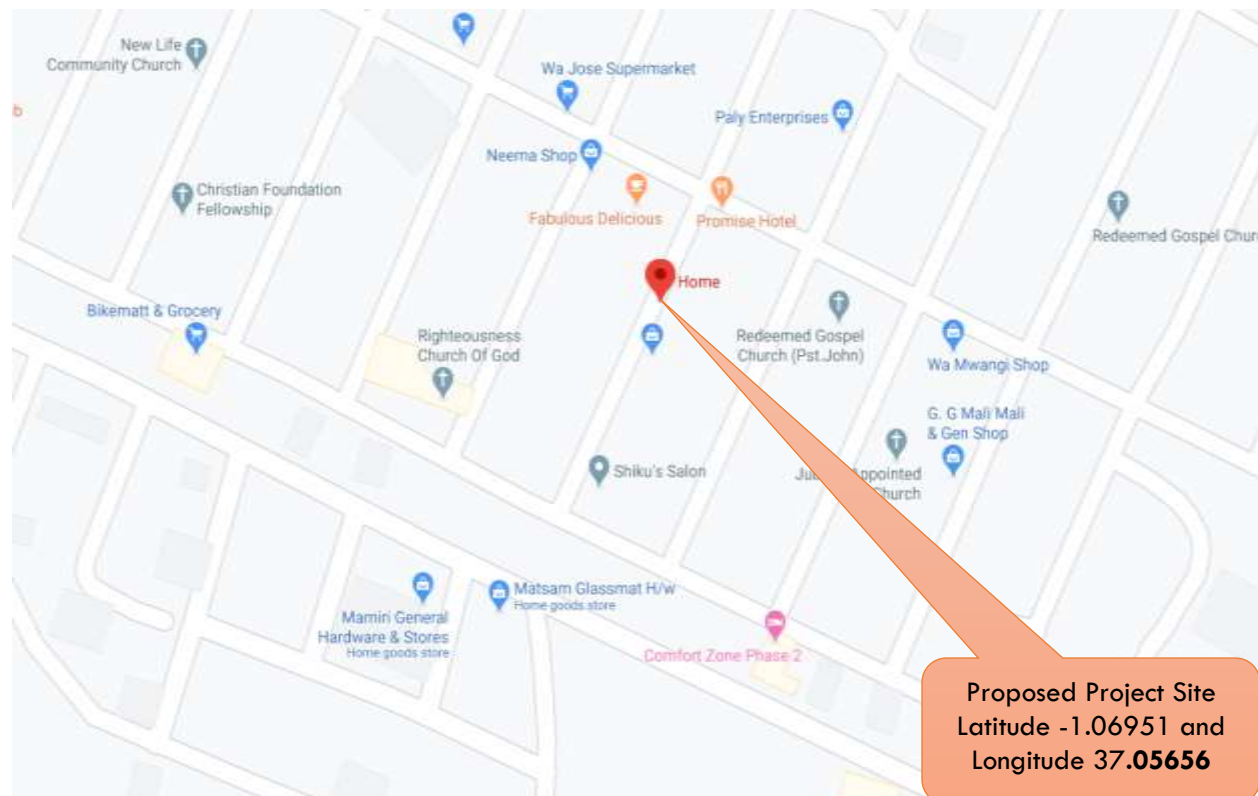 New Life
Community Church
Wa Jose Supermarket
Paly Enterprises
b
Neema Shop
Christian Foundation
Fellowship
Fabulous Delicious
Promise Hotel
Redeemed Gospel Churc
Home
Bikematt & Grocery
Righteousness
Church Of God
Redeemed Gospel
Church (Pst.John)
Wa Mwangi Shop
G. G Mali Mali
& Gen Shop
Shiku's Salon
Appointed
Church
Matsam Glassmat H/w
Home goods store
Mamiri General
Hardware & Stores
Home goods store
Comfort Zone Phase 2
Proposed Project Site
Latitude -1.06951 and
Longitude 37.05656